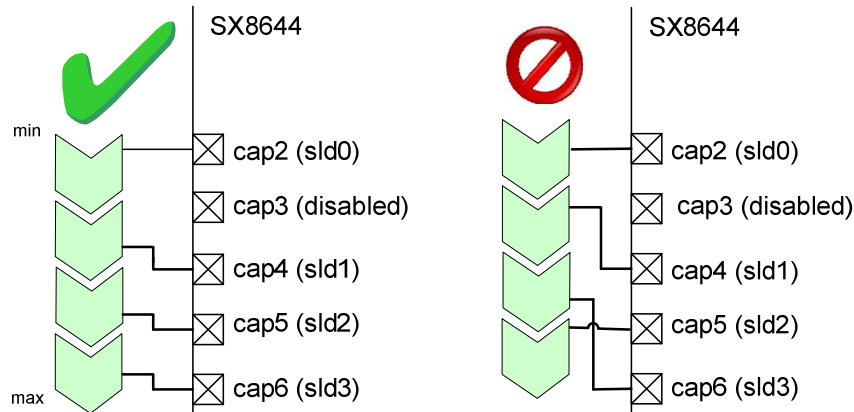 SX8644
min
cap2 (sld0)
cap3 (disabled)
cap4 (sld1)
cap5 (sld2)
cap6 (sld3)
max
SX8644
cap2 (sld0)
cap3 (disabled)
cap4 (sld1)
cap5 (sld2)
cap6 (sld3)